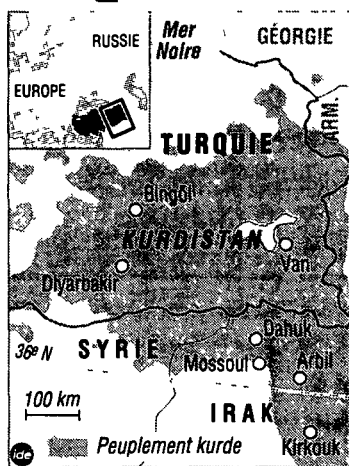 RUSSIE
EUROPE
Mer
Noire
GÉORGIE
ARM.
TURQUIE
Bingöl
KURDISTAN
Van
Diyarbakir
Dahuk
36e N
SYRIE
Mossoul
Arbil
100 km
IRAK
Kirkouk
ide
Peuplement kurde